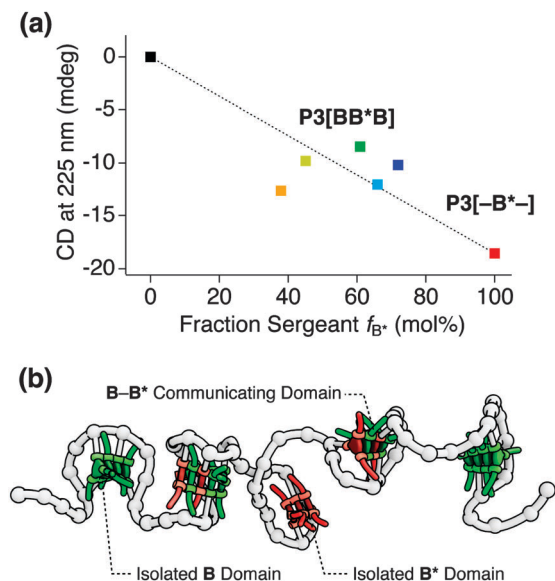 (a)
0
-5
-10
-15
-20
CD at 225 nm (mdeg)
P3[BB*B]
P3[–B*–]
0 20 40 60 80 100
Fraction Sergeant fB* (mol%)
(b)
B–B* Communicating Domain
Isolated B Domain
Isolated B* Domain